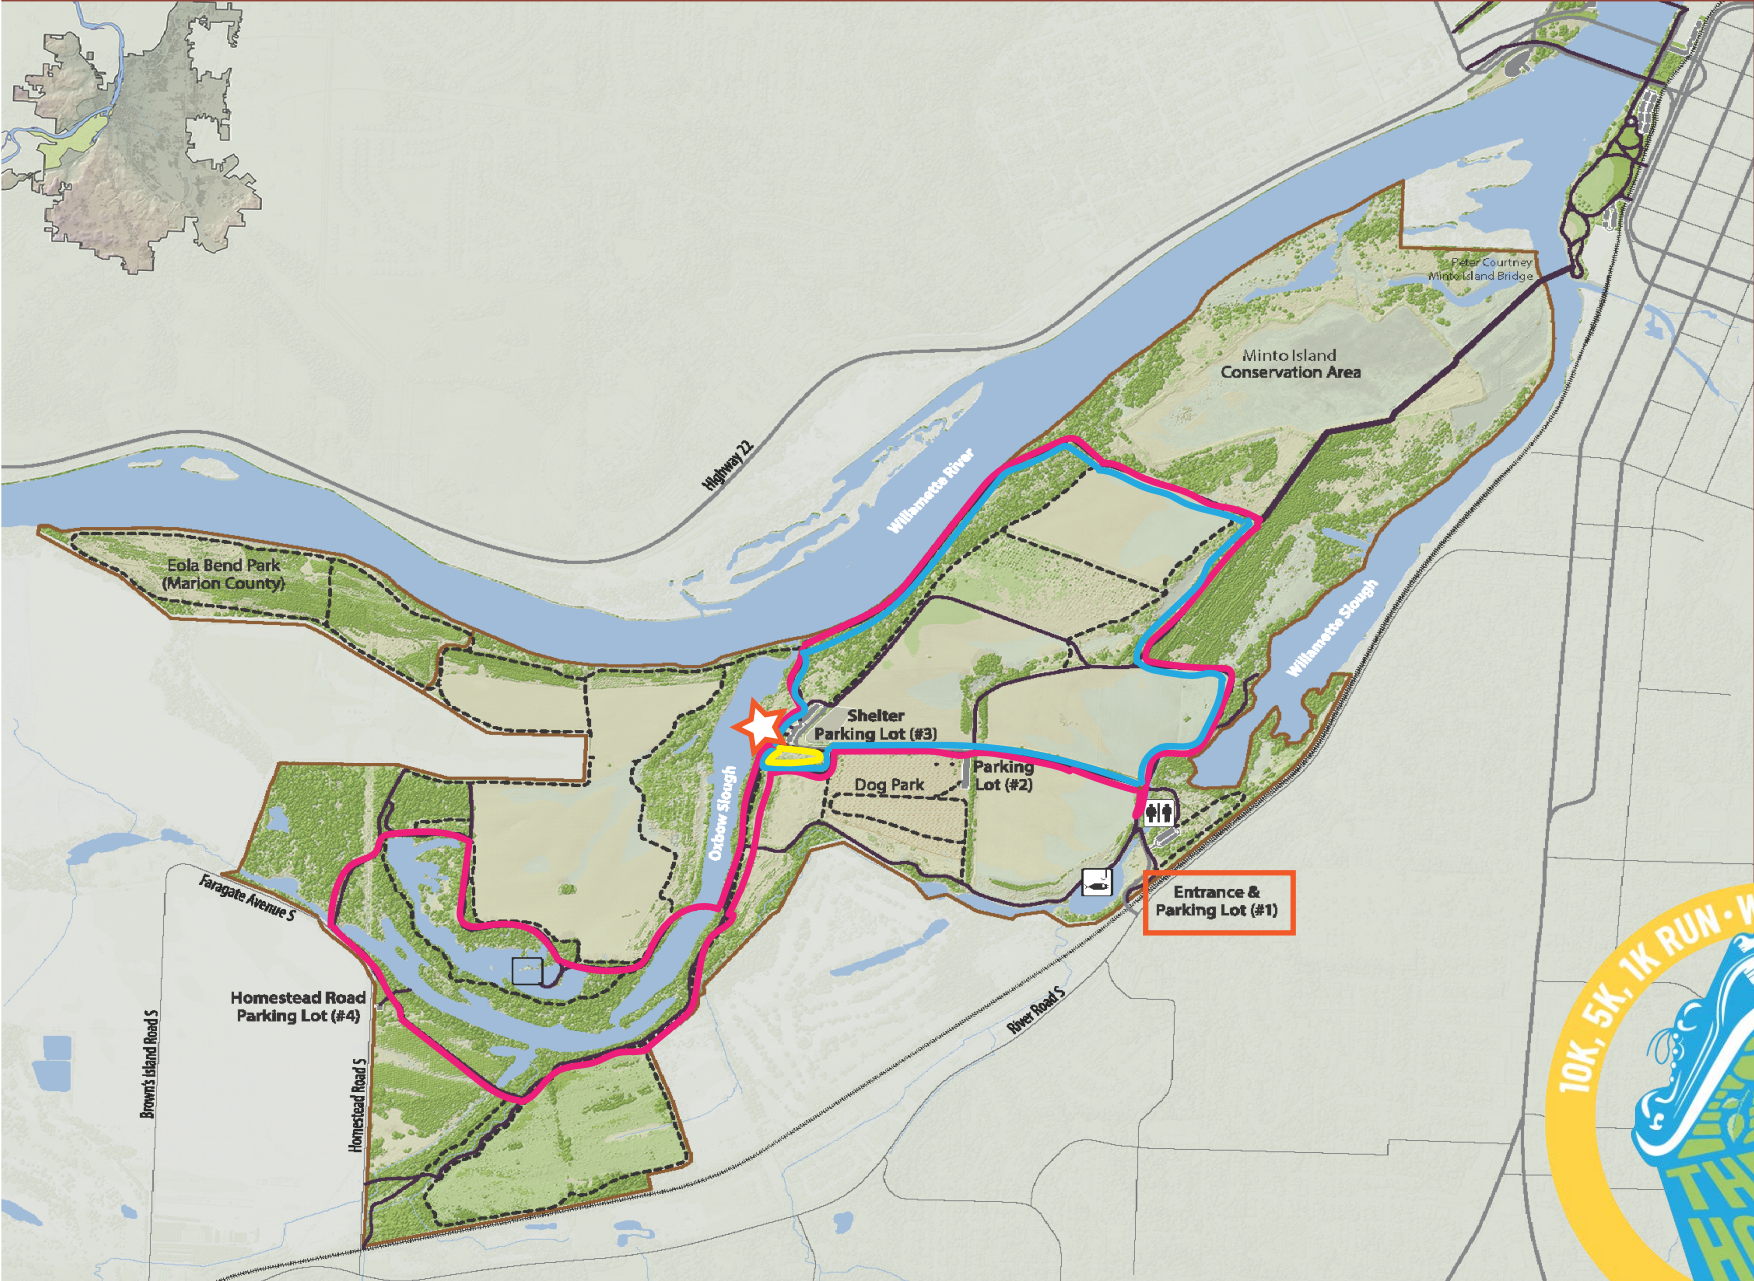 Peter Courtney
Minto Island Bridge
Minto Island
Conservation Area
Highway 22
Willamette River
Eola Bend Park
(Marion County)
Willamette Slough
Shelter
Parking Lot (#3)
Parking
Lot (#2)
Dog Park
Oxbow Slough
Entrance &
Parking Lot (#1)
Faragate Avenue S
Homestead Road
Parking Lot (#4)
River Road S
Brown's Island Road S
Homestead Road S
10K, 5K, 1K RUN • W
TH
HO